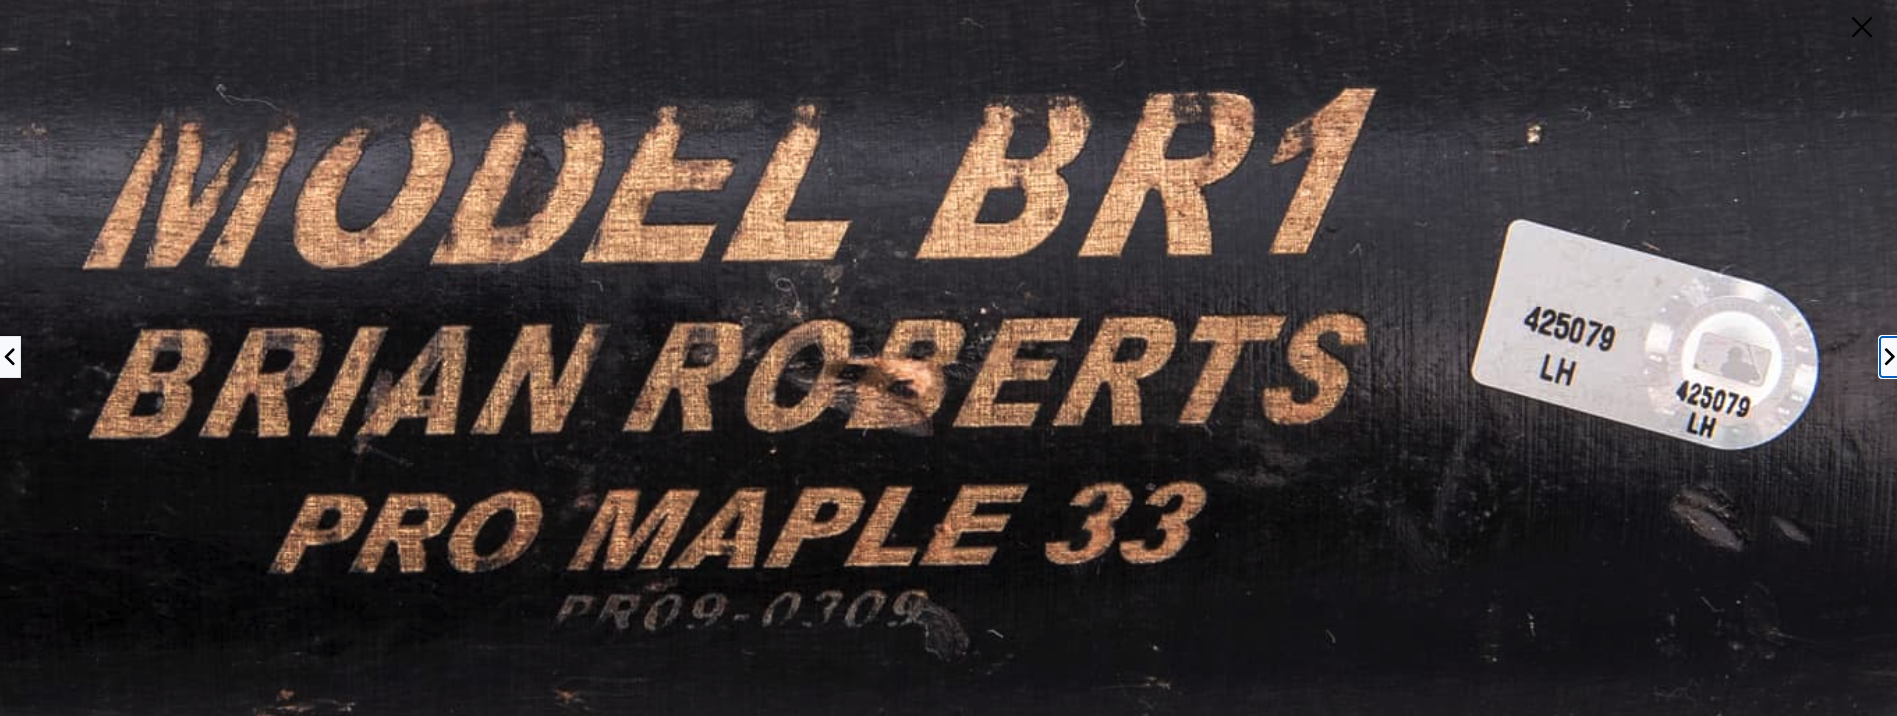 MODEL BR1
BRIAN ROBERTS
PRO MAPLE 33
PR09-0309
425079
LH
425079
LH